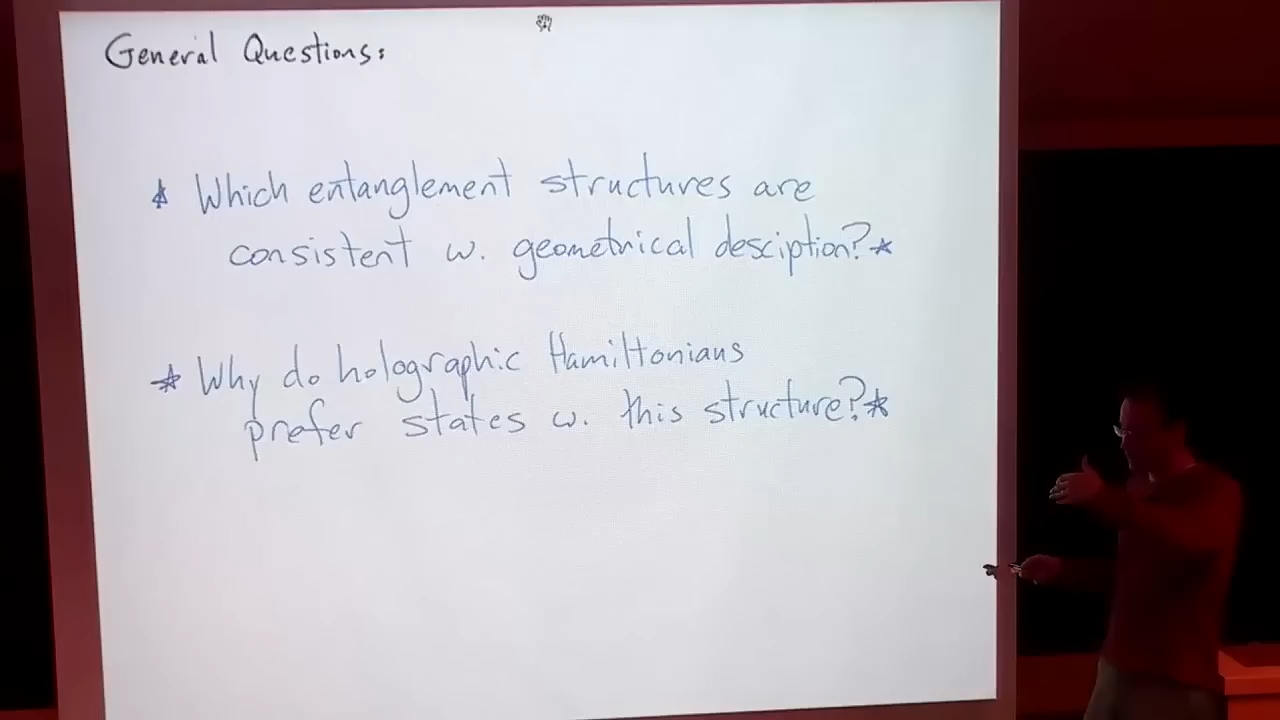 General Questions:
* Which entanglement structures are
consistent w. geometrical desciption?*
* Why do holographic Hamiltonians
prefer states w. this structure?*